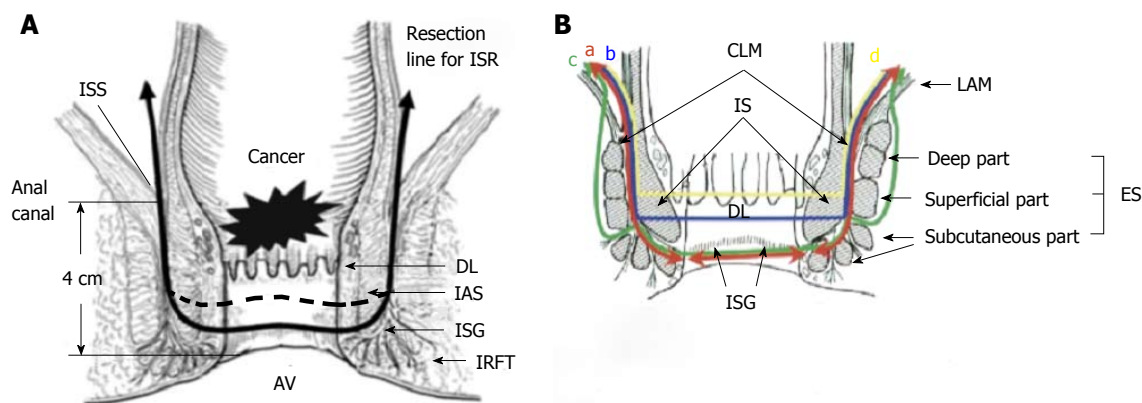 A
Resection
line for ISR
ISS
Cancer
Anal
canal
4 cm
DL
IAS
ISG
IRFT
AV
B
c
a
b
CLM
d
LAM
IS
Deep part
Superficial part
ES
DL
Subcutaneous part
ISG